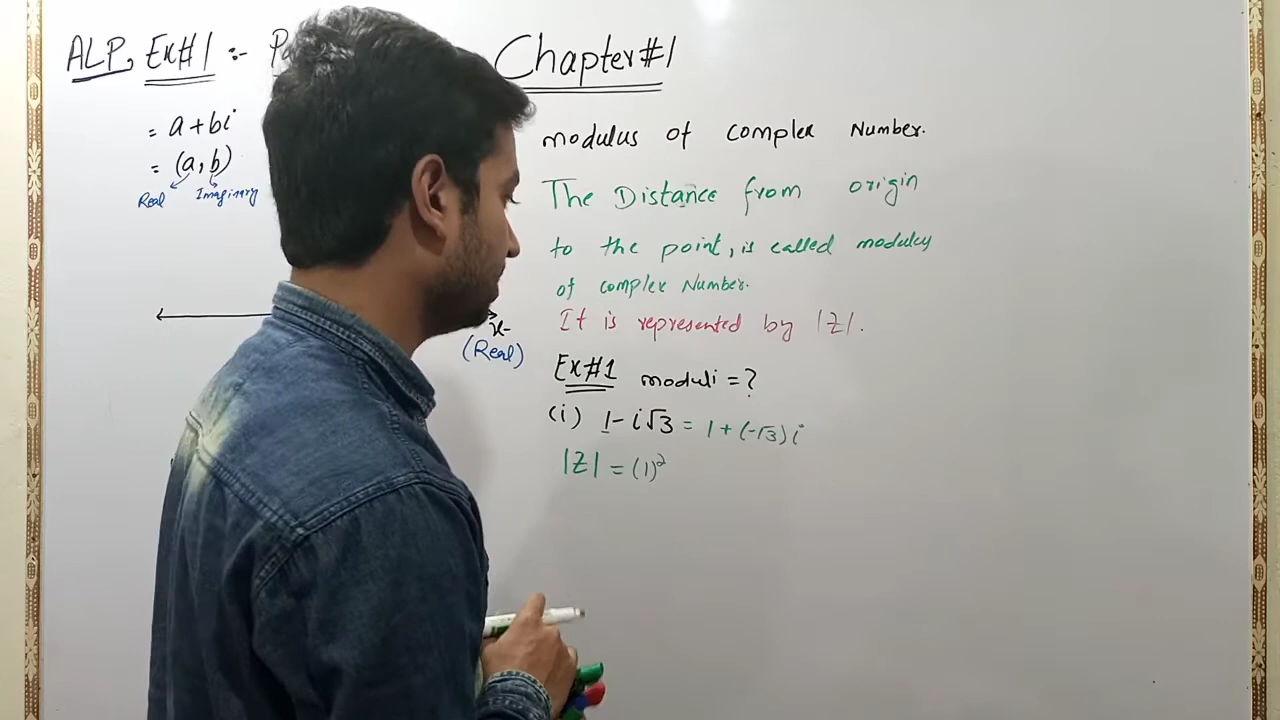 ALP, Ex#1 :- Chapter#1
= a+bi
= (a, b)
Real Imaginary
x-
(Real)
modulus of complex Number.
The Distance from origin
to the point, is called modulus
of complex Number.
It is represented by |Z|.
Ex#1 moduli = ?
(i) 1 - i√3 = 1 + (-√3) i
|Z| = (1)²